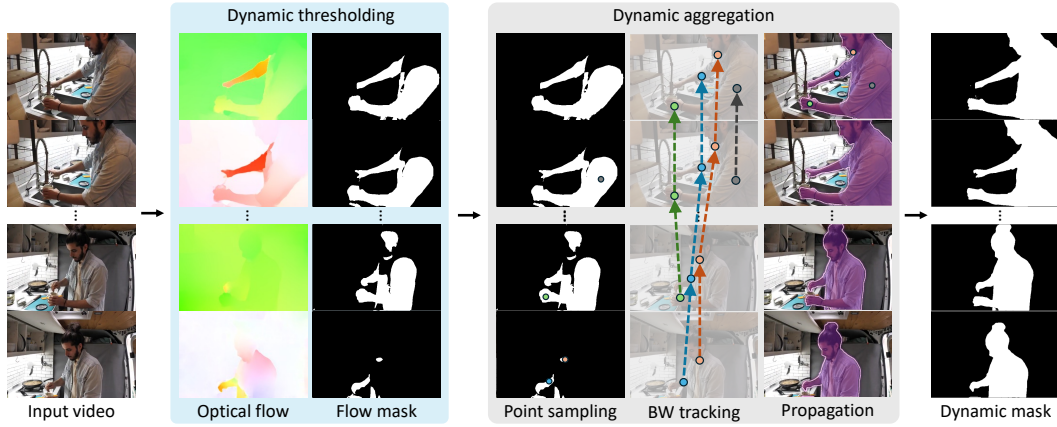 Dynamic thresholding
Dynamic aggregation
Input video
Optical flow
Flow mask
Point sampling
BW tracking
Propagation
Dynamic mask